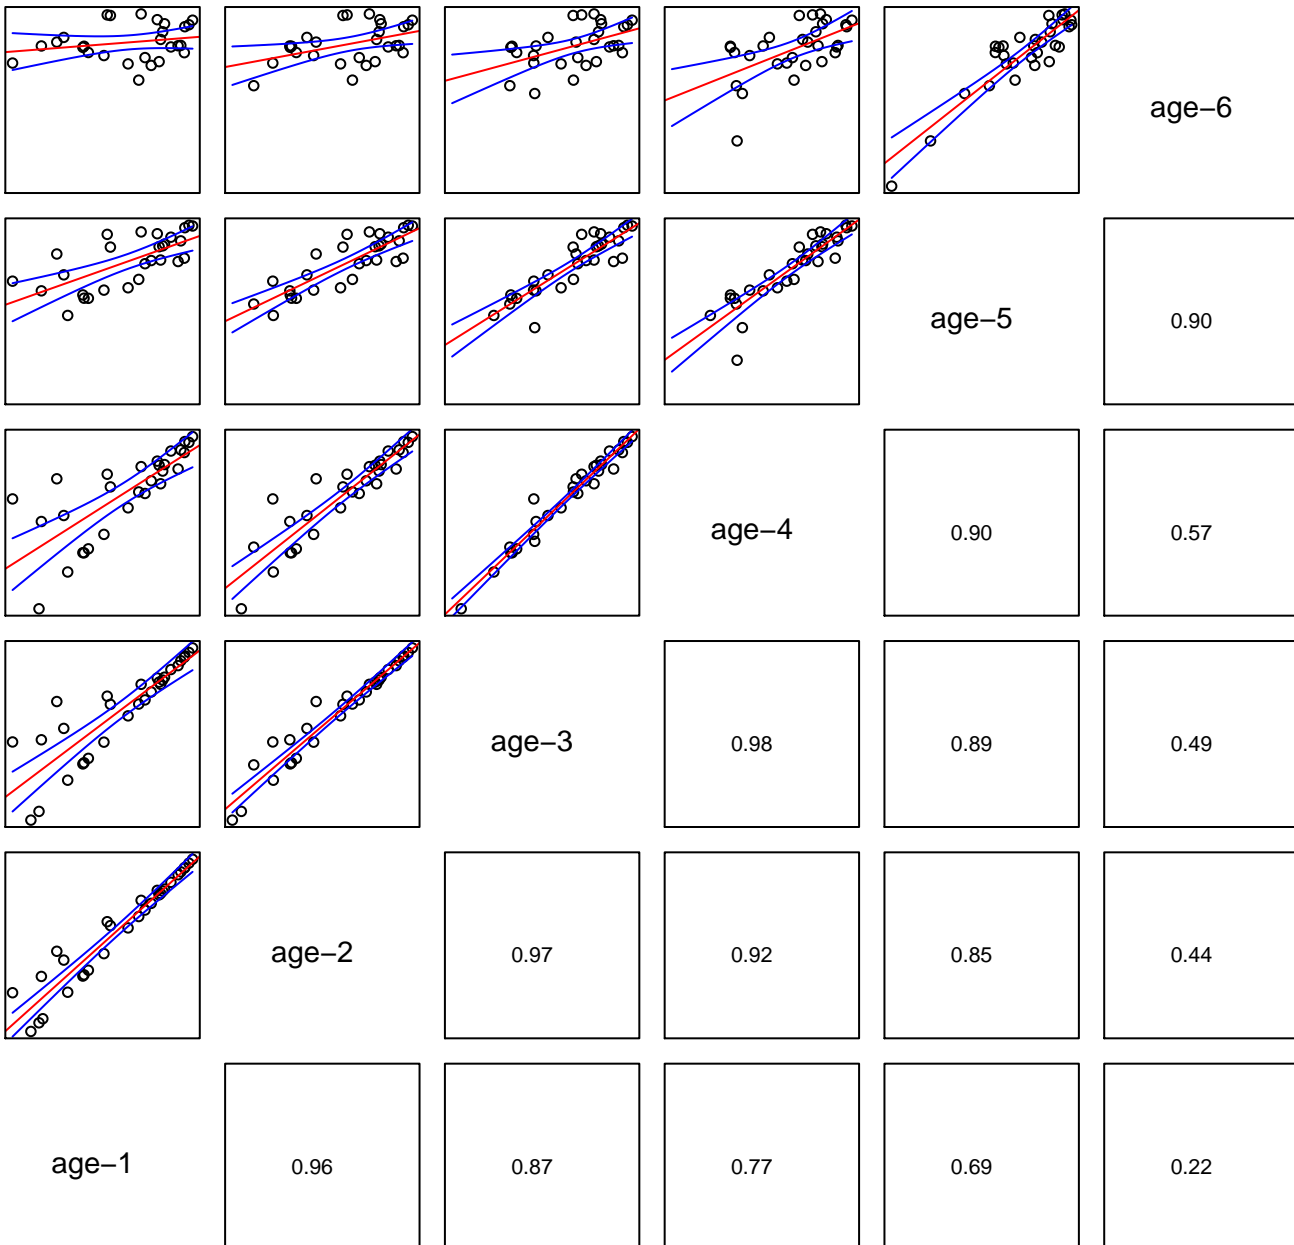 age−6
age−5 0.90
age−4 0.90 0.57
age−3 0.98 0.89 0.49
age−2 0.97 0.92 0.85 0.44
age−1 0.96 0.87 0.77 0.69 0.22